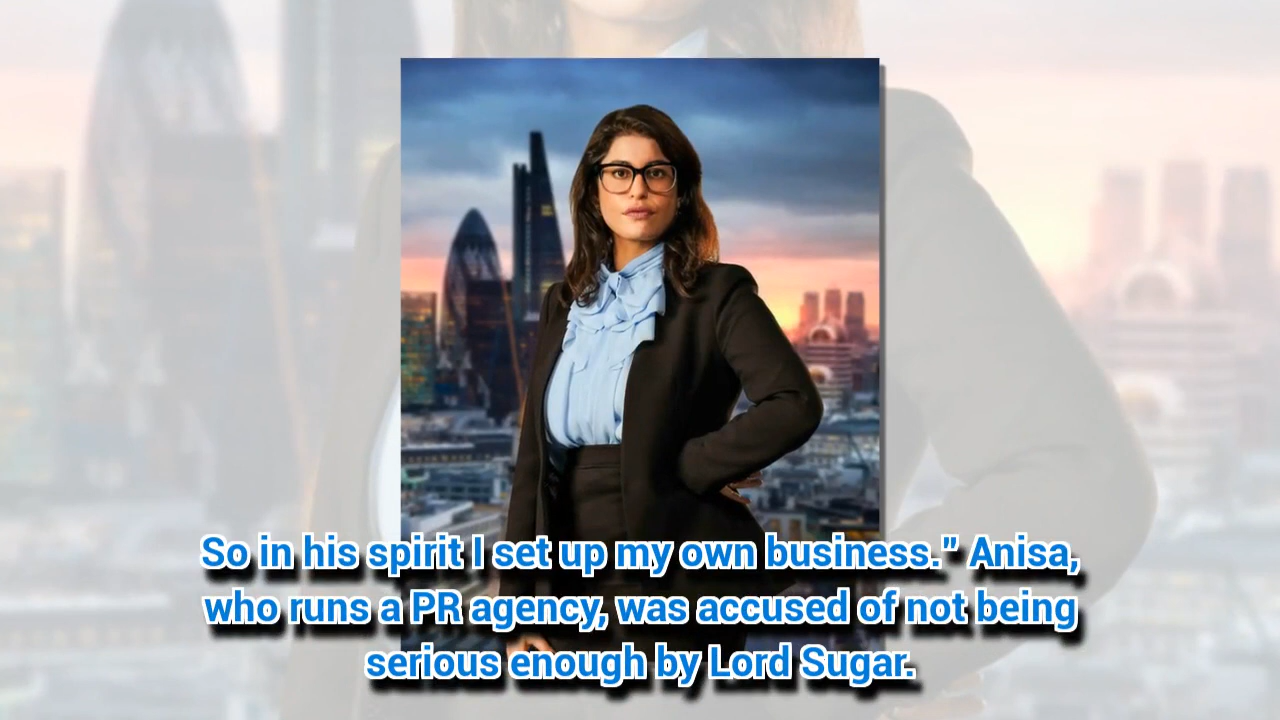 So in his spirit I set up my own business.” Anisa,
who runs a PR agency, was accused of not being
serious enough by Lord Sugar.